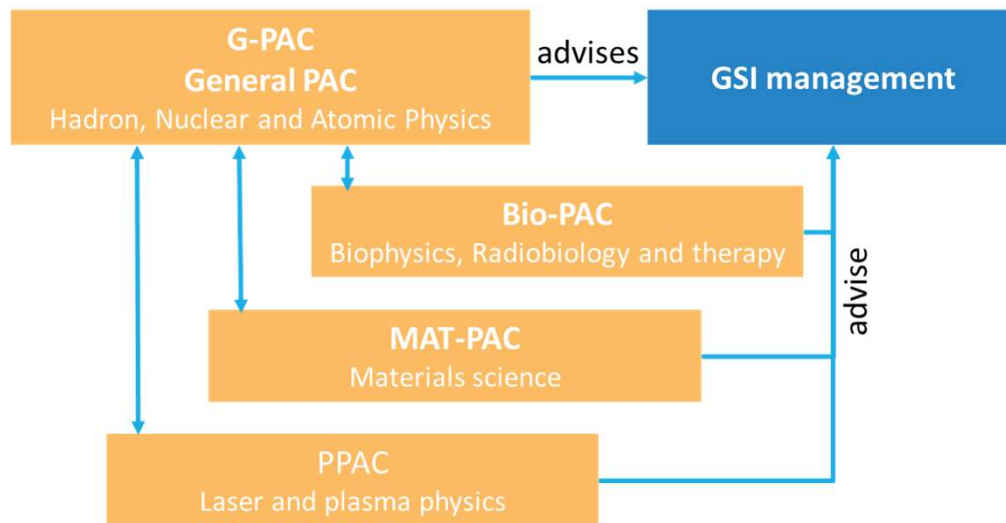 G-PAC
General PAC
Hadron, Nuclear and Atomic Physics
advises
GSI management
Bio-PAC
Biophysics, Radiobiology and therapy
advise
MAT-PAC
Materials science
PPAC
Laser and plasma physics